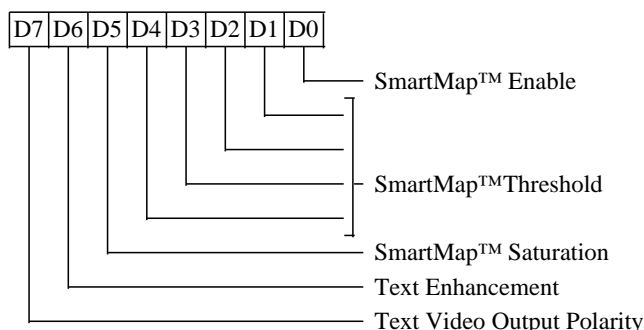 D7 D6 D5 D4 D3 D2 D1 D0
SmartMap™ Enable
SmartMap™Threshold
SmartMap™ Saturation
Text Enhancement
Text Video Output Polarity